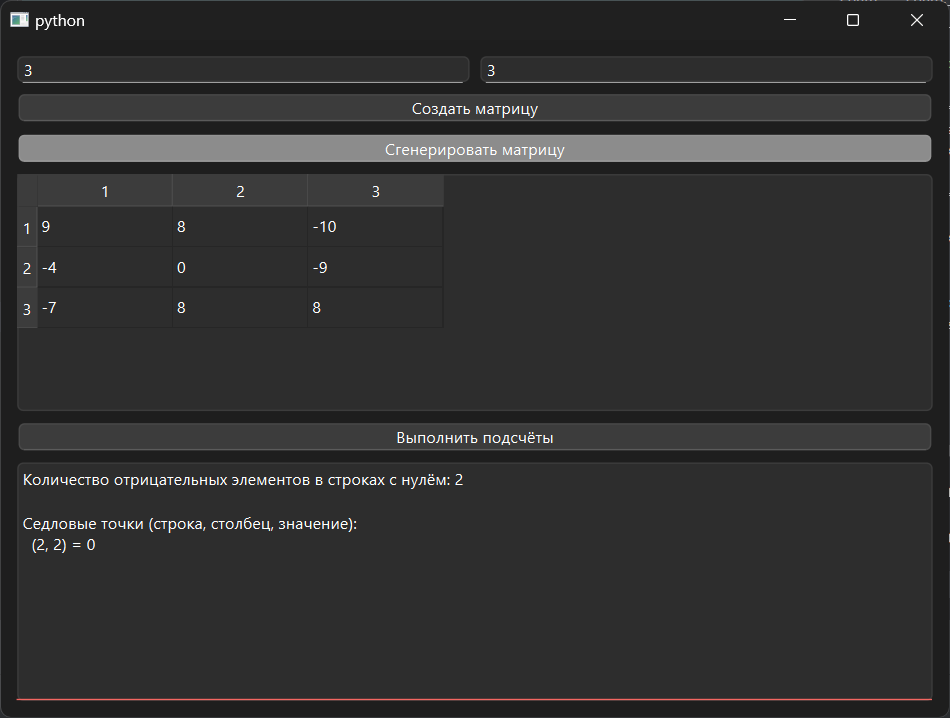 python
3 3
Создать матрицу
Сгенерировать матрицу
1 2 3
1 9 8 -10
2 -4 0 -9
3 -7 8 8
Выполнить подсчёты
Количество отрицательных элементов в строках с нулём: 2
Седловые точки (строка, столбец, значение):
(2, 2) = 0